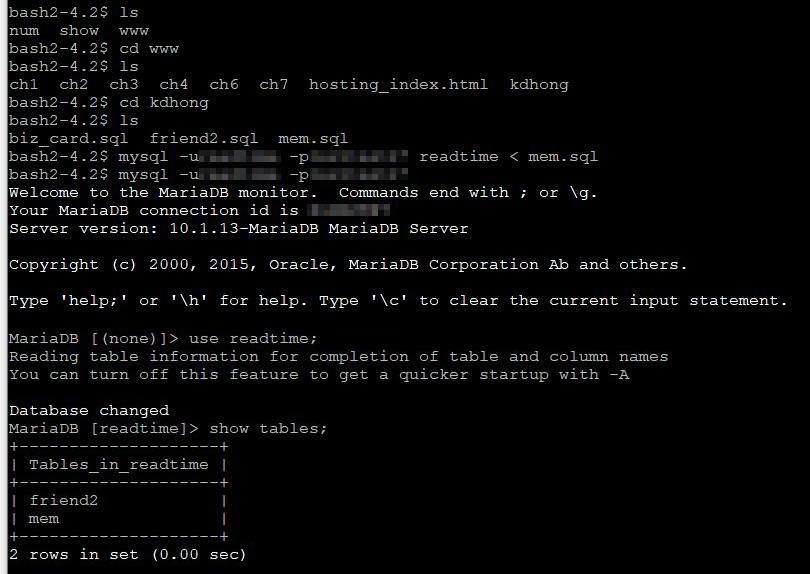 bash2-4.2$ ls
num  show  www
bash2-4.2$ cd www
bash2-4.2$ ls
ch1  ch2  ch3  ch4  ch6  ch7  hosting_index.html  kdhong
bash2-4.2$ cd kdhong
bash2-4.2$ ls
biz_card.sql  friend2.sql  mem.sql
bash2-4.2$ mysql -u -p readtime < mem.sql
bash2-4.2$ mysql -u -p
Welcome to the MariaDB monitor.  Commands end with ; or \g.
Your MariaDB connection id is
Server version: 10.1.13-MariaDB MariaDB Server
Copyright (c) 2000, 2015, Oracle, MariaDB Corporation Ab and others.
Type 'help;' or '\h' for help. Type '\c' to clear the current input statement.
MariaDB [(none)]> use readtime;
Reading table information for completion of table and column names
You can turn off this feature to get a quicker startup with -A
Database changed
MariaDB [readtime]> show tables;
+--------------------+
| Tables_in_readtime |
+--------------------+
| friend2            |
| mem                |
+--------------------+
2 rows in set (0.00 sec)